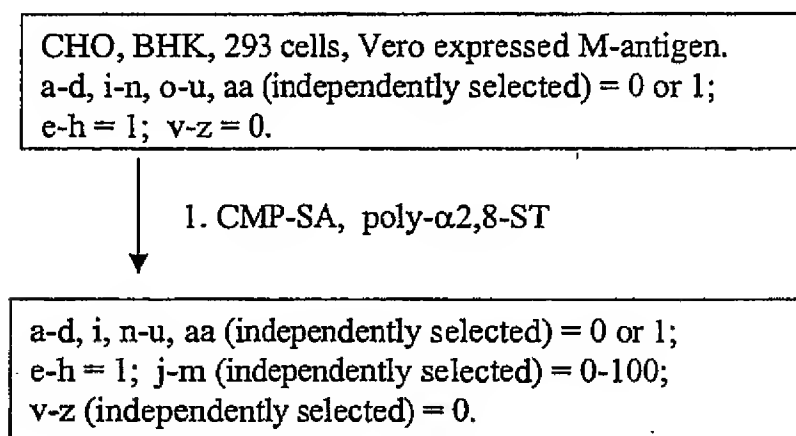 CHO, BHK, 293 cells, Vero expressed M-antigen.
a-d, i-n, o-u, aa (independently selected) = 0 or 1;
e-h = 1; v-z = 0.
1. CMP-SA, poly-α2,8-ST
a-d, i, n-u, aa (independently selected) = 0 or 1;
e-h = 1; j-m (independently selected) = 0-100;
v-z (independently selected) = 0.